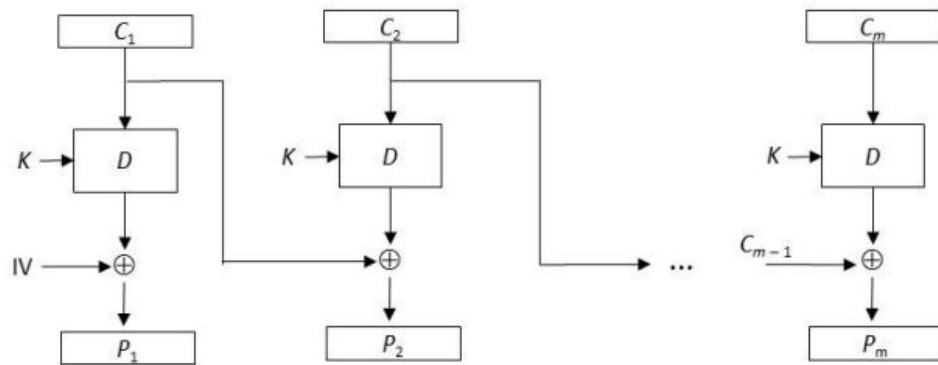 C₁ C₂ Cₘ
K D K D K D
IV ⊕ ⊕ ... Cₘ₋₁ ⊕
P₁ P₂ Pₘ